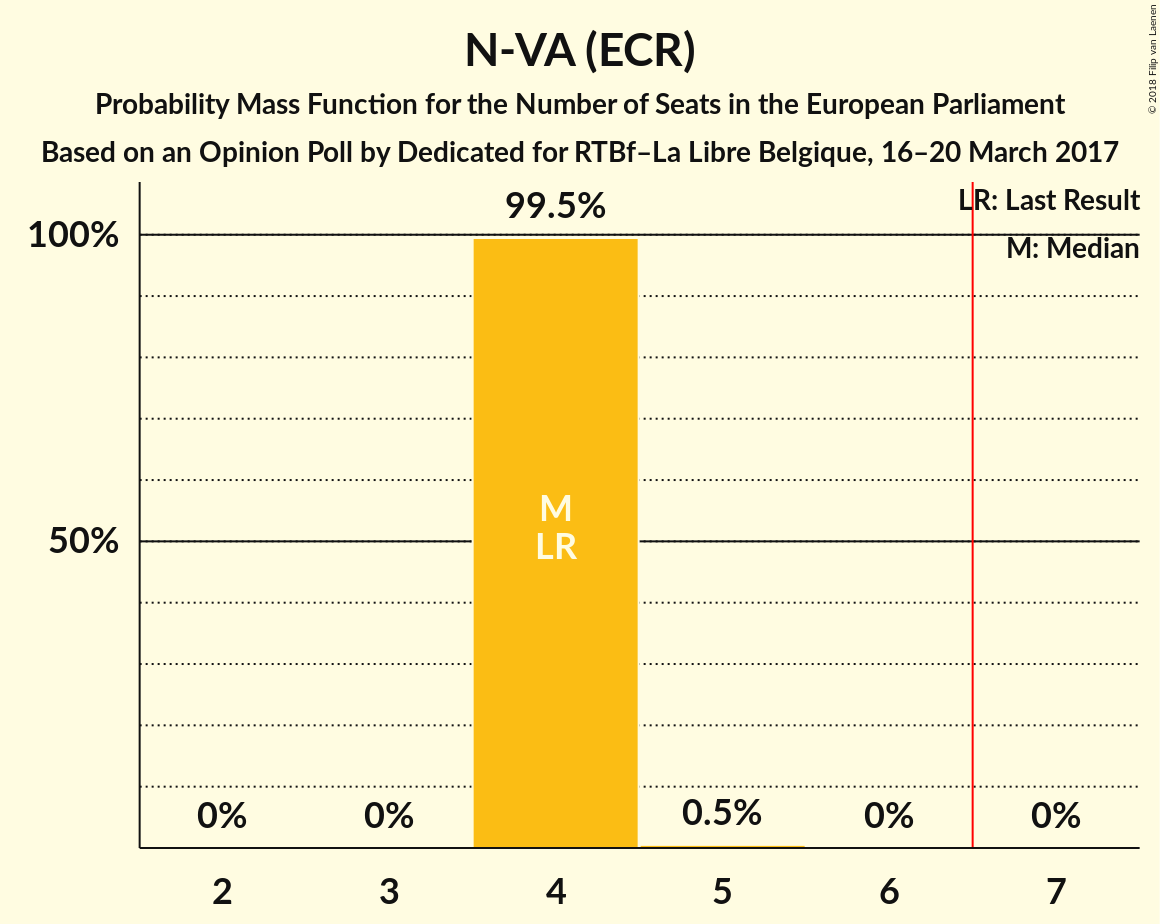 N-VA (ECR)
Probability Mass Function for the Number of Seats in the European Parliament
Based on an Opinion Poll by Dedicated for RTBf–La Libre Belgique, 16–20 March 2017
© 2018 Filip van Laenen
LR: Last Result
M: Median
99.5%
100%
50%
M
LR
0%
0%
0.5%
0%
0%
2
3
4
5
6
7